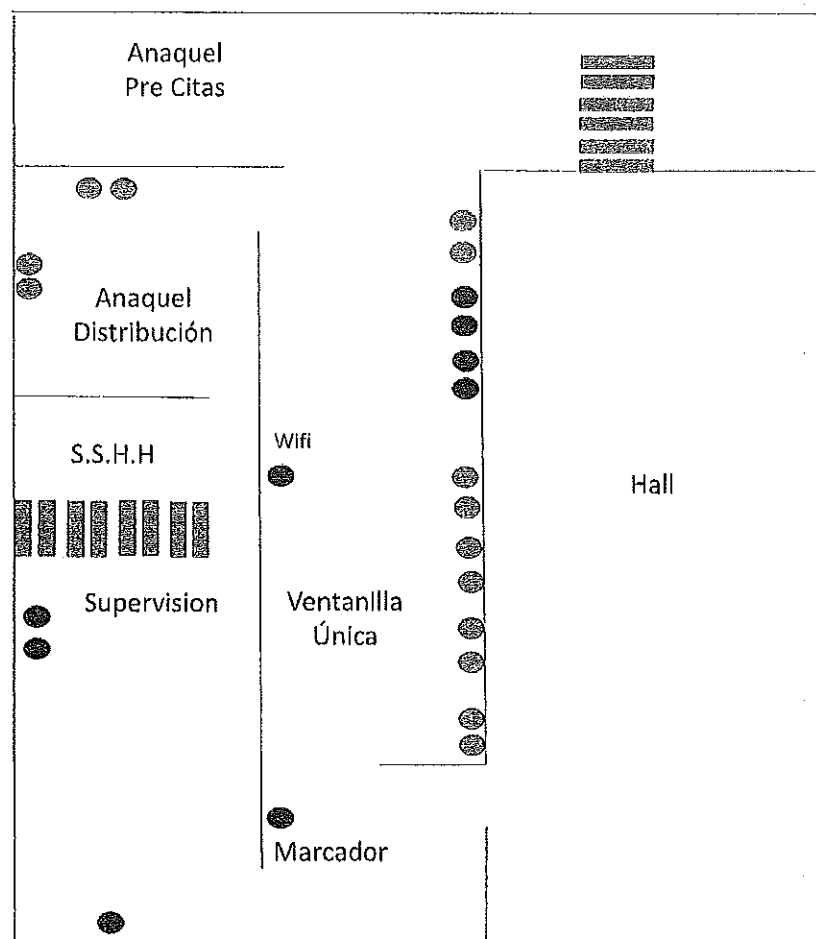 Anaquel
Pre Citas
Anaquel
Distribución
S.S.H.H
Wifi
Hall
Supervision
Ventanllla
Única
Marcador